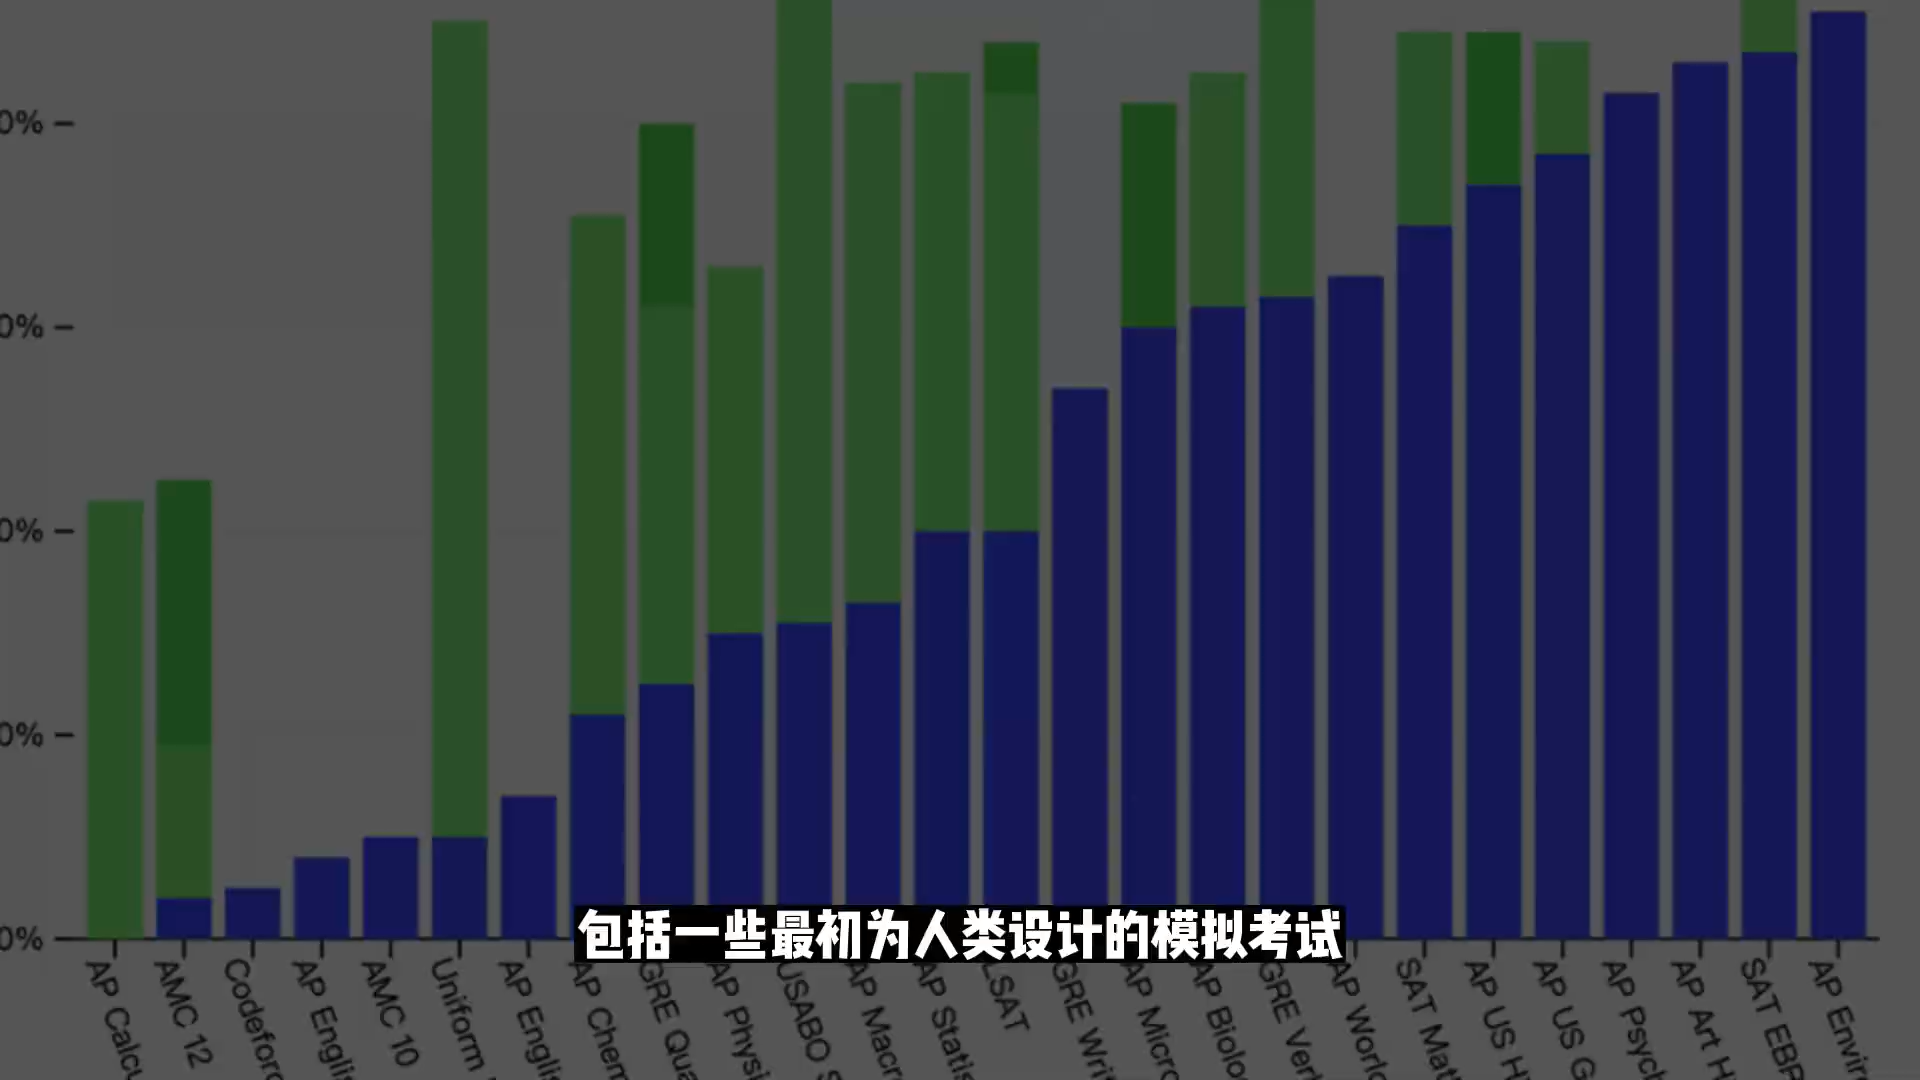 0%
0%
0%
0%
0%
包括一些最初为人类设计的模拟考试
AP Calcu
AMC 12
Codeforc
AP Englis
AMC 10
Uniform
AP Englis
AP Chem
GRE Qua
AP Physi
USABO S
AP Macro
AP Statis
LSAT
GRE Writ
AP Micro
AP Biolo
GRE Verb
AP World
SAT Mat
AP US H
AP US G
AP Psych
AP Art H
SAT EBR
AP Envir